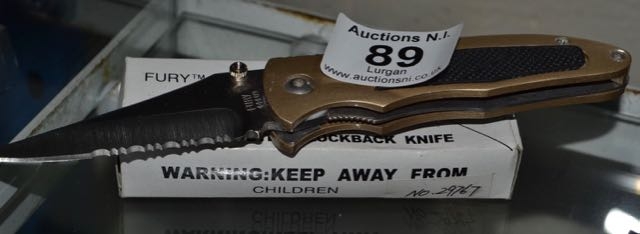 Auctions N.I.
89
Lurgan
www.auctionsni.co.uk
FURY™
LOCKBACK KNIFE
WARNING:KEEP AWAY FROM
CHILDREN
NO. 29767